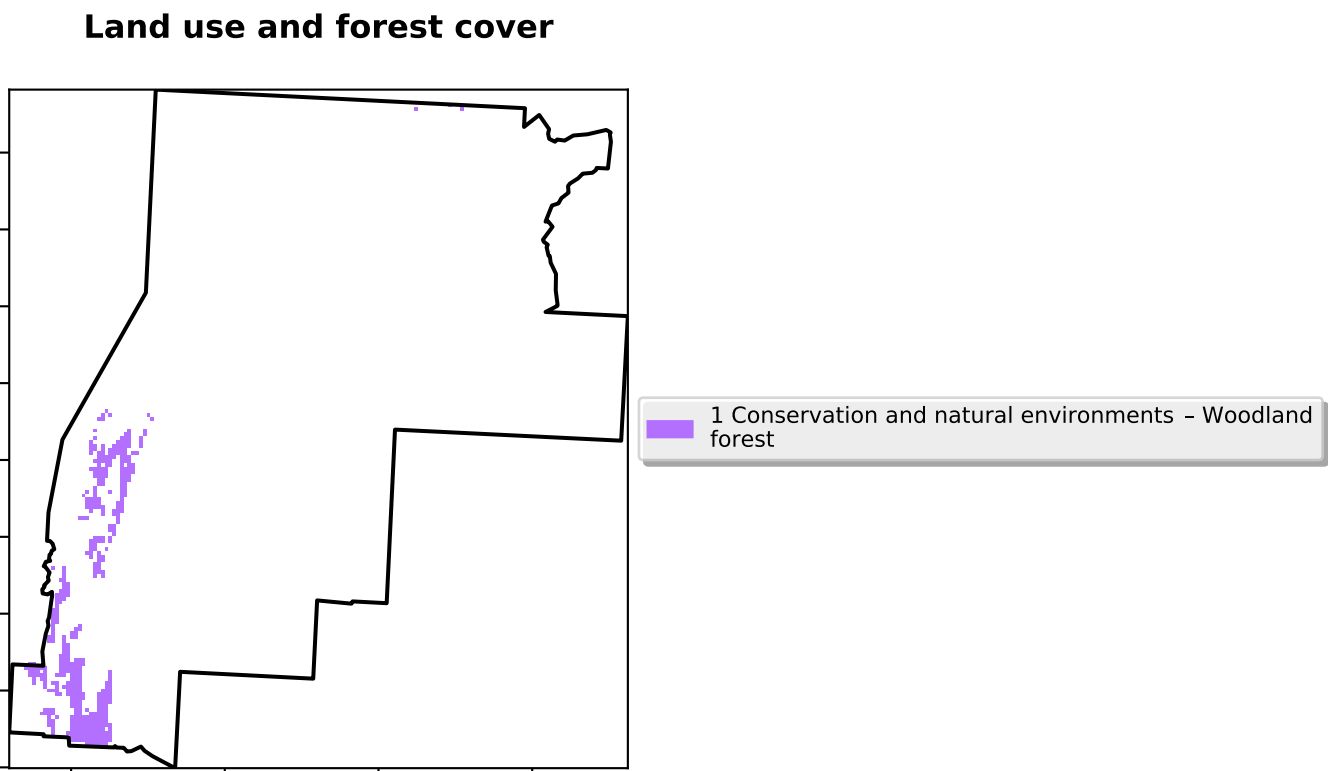 Land use and forest cover
1 Conservation and natural environments – Woodland
forest